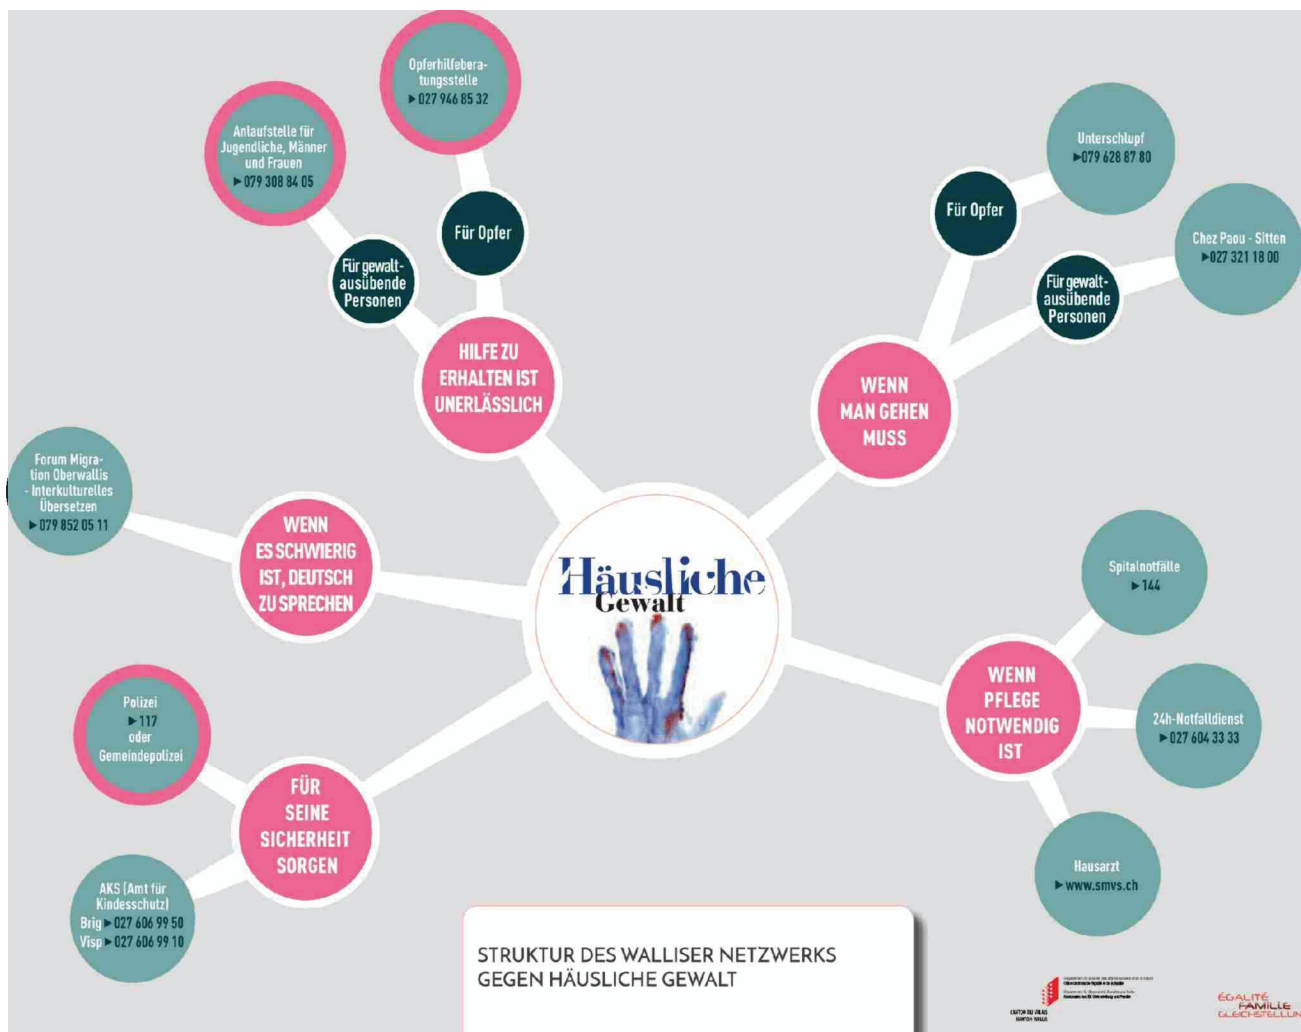 Opferhilfebera-
tungsstelle
▶ 027 946 85 32
Anlaufstelle für
Jugendliche, Männer
und Frauen
▶ 079 308 84 05
Für Opfer
Für gewalt-
ausübende
Personen
HILFE ZU
ERHALTEN IST
UNERLÄSSLICH
Unterschlupf
▶079 628 87 80
Für Opfer
Chez Paou - Sitten
▶027 321 18 00
Für gewalt-
ausübende
Personen
WENN
MAN GEHEN
MUSS
Forum Migra-
tion Oberwallis
- Interkulturelles
Übersetzen
▶ 079 852 05 11
WENN
ES SCHWIERIG
IST, DEUTSCH
ZU SPRECHEN
Häusliche
Gewalt
Spitalnotfälle
▶ 144
WENN
PFLEGE
NOTWENDIG
IST
24h-Notfalldienst
▶ 027 604 33 33
Hausarzt
▶ www.smvs.ch
Polizei
▶ 117
oder
Gemeindepolizei
FÜR
SEINE
SICHERHEIT
SORGEN
AKS (Amt für
Kindesschutz)
Brig ▶ 027 606 99 50
Visp ▶ 027 606 99 10
STRUKTUR DES WALLISER NETZWERKS
GEGEN HÄUSLICHE GEWALT
CANTON DU VALAIS
KANTON WALLIS
ÉGALITÉ
FAMILLE
GLEICHSTELLUN